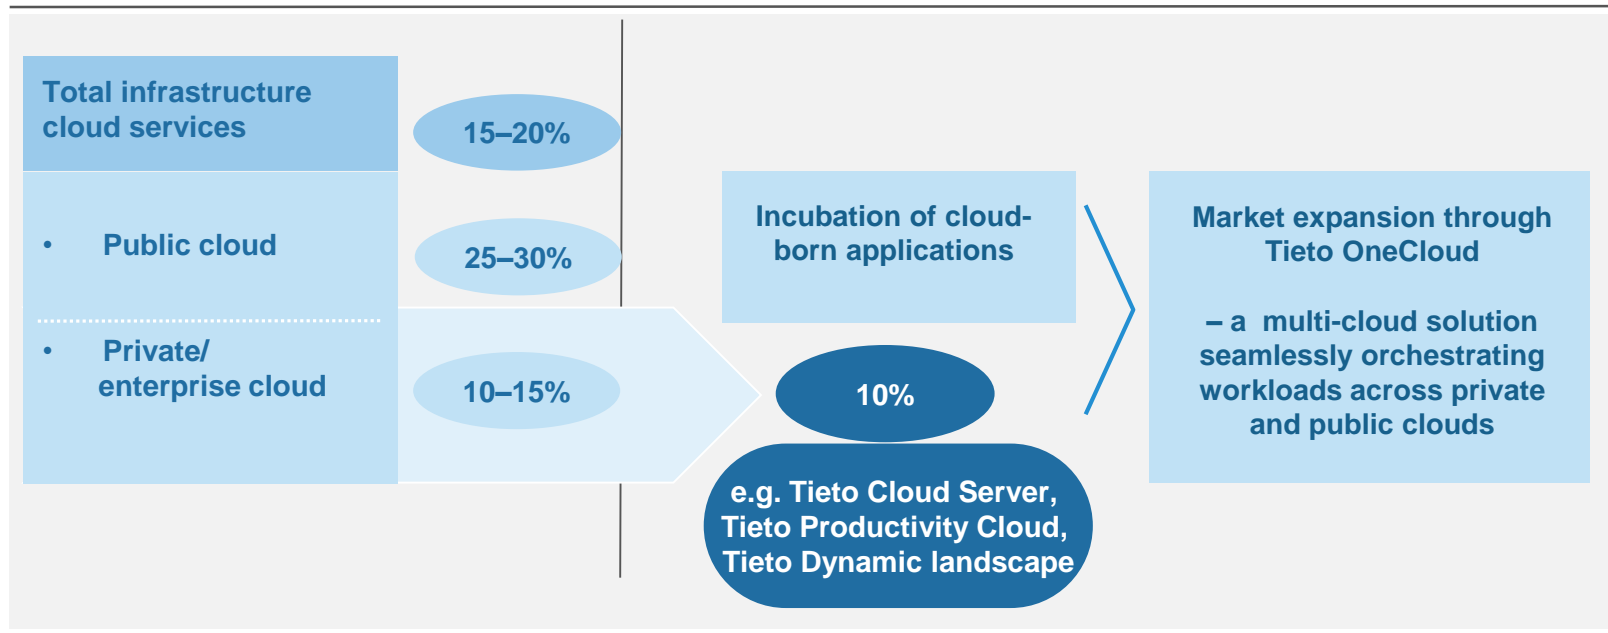 Total infrastructure
cloud services
15–20%
• Public cloud
25–30%
• Private/
enterprise cloud
10–15%
Incubation of cloud-
born applications
10%
e.g. Tieto Cloud Server,
Tieto Productivity Cloud,
Tieto Dynamic landscape
Market expansion through
Tieto OneCloud
– a multi-cloud solution
seamlessly orchestrating
workloads across private
and public clouds